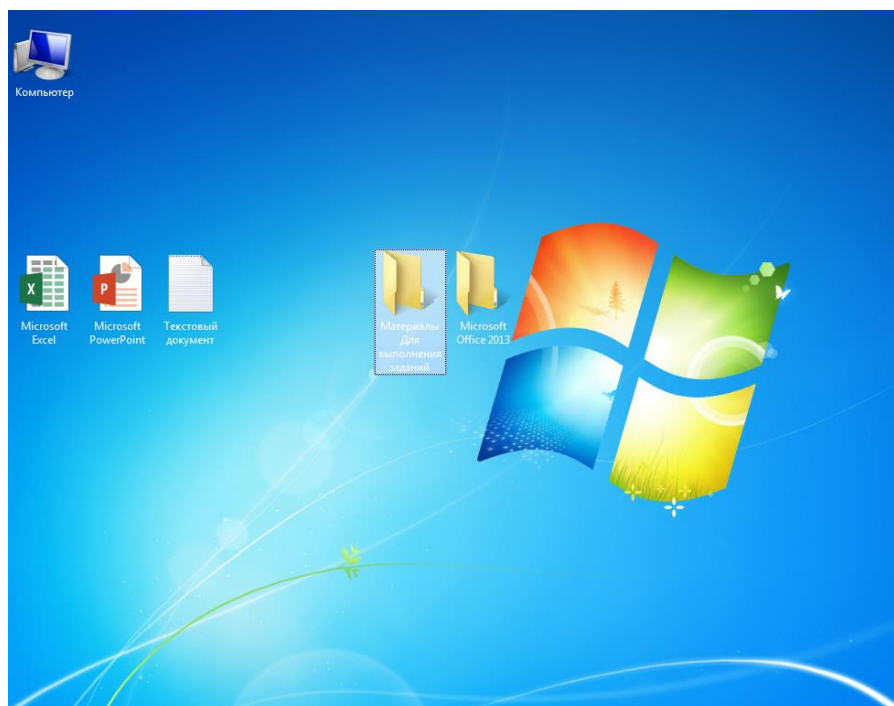 Компьютер
Microsoft
Excel
Microsoft
PowerPoint
Текстовый
документ
Материалы
Для
выполнения
заданий
Microsoft
Office 2013